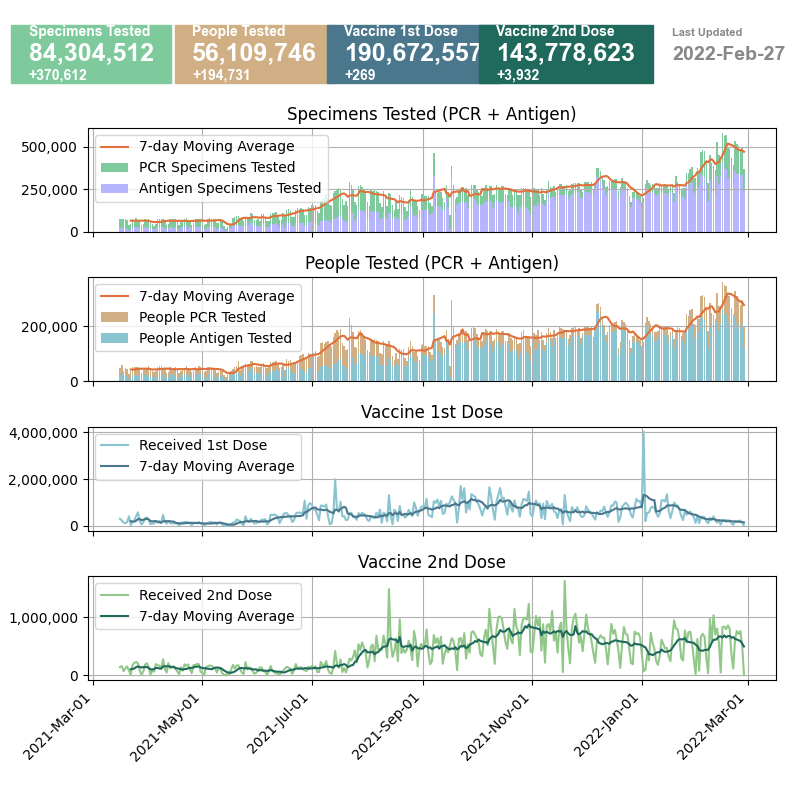 Specimens Tested
84,304,512
+370,612
People Tested
56,109,746
+194,731
Vaccine 1st Dose
190,672,557
+269
Vaccine 2nd Dose
143,778,623
+3,932
Last Updated
2022-Feb-27
Specimens Tested (PCR + Antigen)
500,000
250,000
0
7-day Moving Average
PCR Specimens Tested
Antigen Specimens Tested
People Tested (PCR + Antigen)
200,000
0
7-day Moving Average
People PCR Tested
People Antigen Tested
Vaccine 1st Dose
4,000,000
2,000,000
0
Received 1st Dose
7-day Moving Average
Vaccine 2nd Dose
1,000,000
0
Received 2nd Dose
7-day Moving Average
2021-Mar-01
2021-May-01
2021-Jul-01
2021-Sep-01
2021-Nov-01
2022-Jan-01
2022-Mar-01